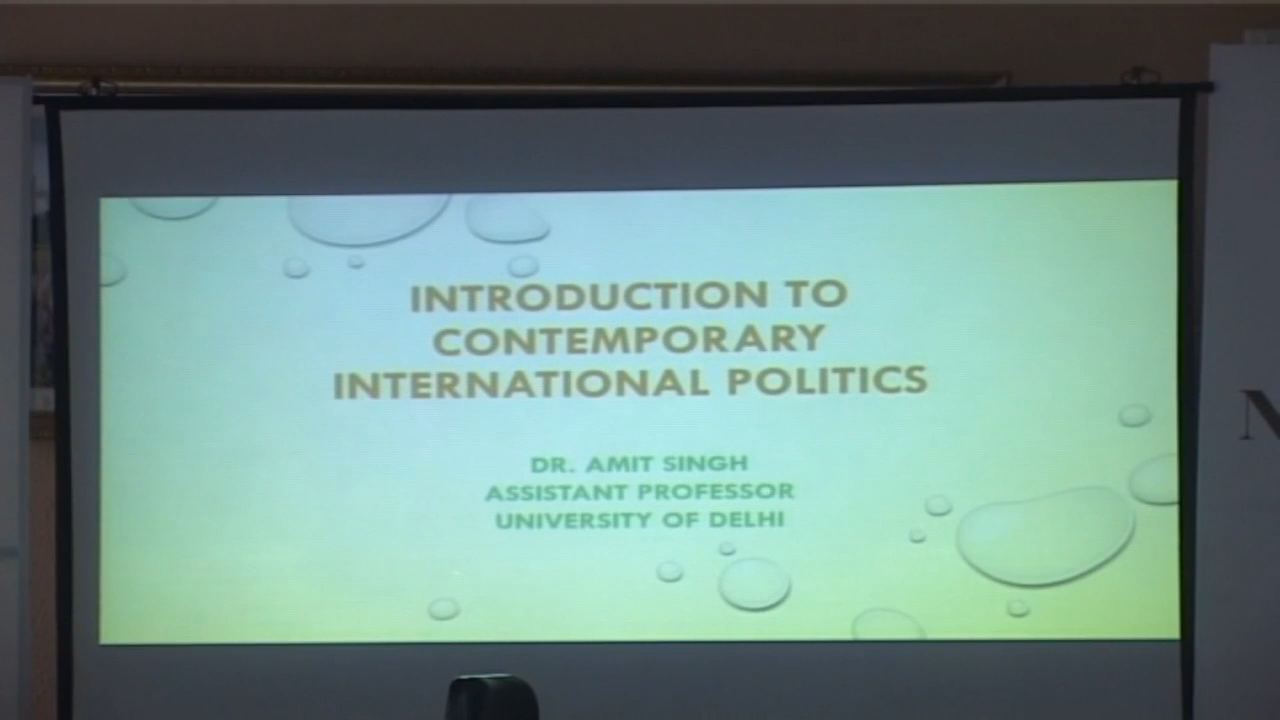 INTRODUCTION TO
CONTEMPORARY
INTERNATIONAL POLITICS
DR. AMIT SINGH
ASSISTANT PROFESSOR
UNIVERSITY OF DELHI
N